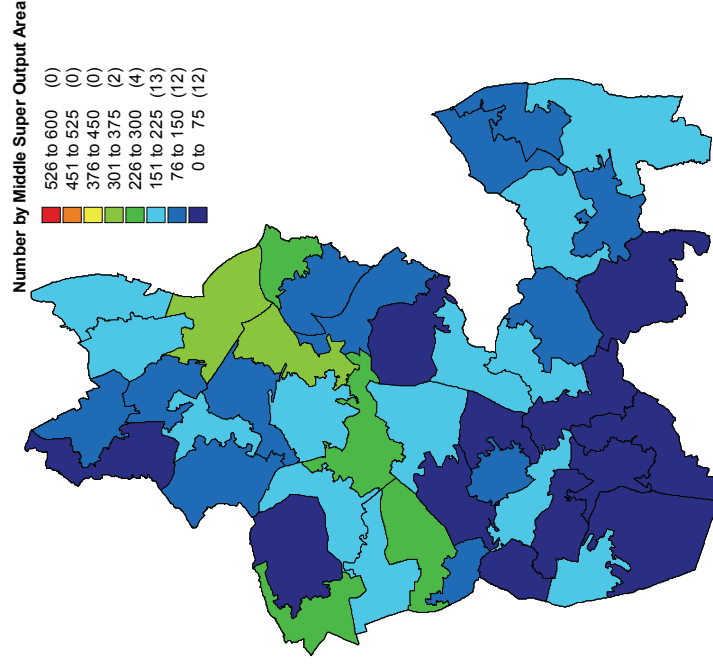 Number by Middle Super Output Area
526 to 600 (0)
451 to 525 (0)
376 to 450 (0)
301 to 375 (2)
226 to 300 (4)
151 to 225 (13)
76 to 150 (12)
0 to 75 (12)